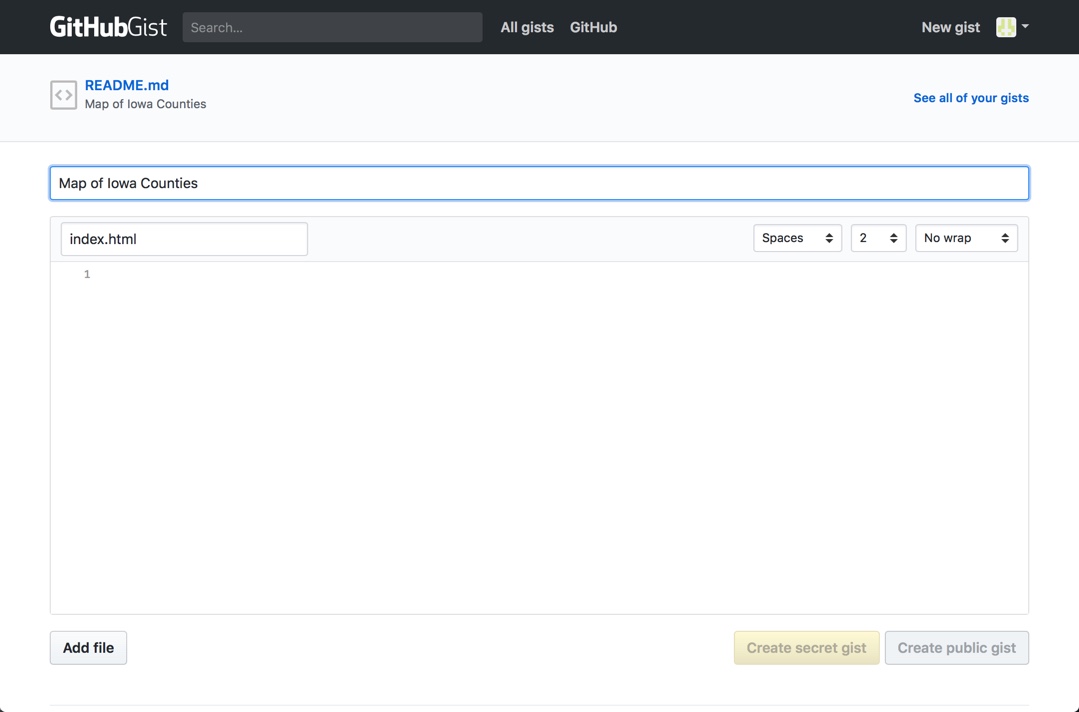 GitHubGist Search... All gists GitHub New gist
README.md
Map of Iowa Counties
See all of your gists
Map of Iowa Counties
index.html Spaces 2 No wrap
1
Add file Create secret gist Create public gist